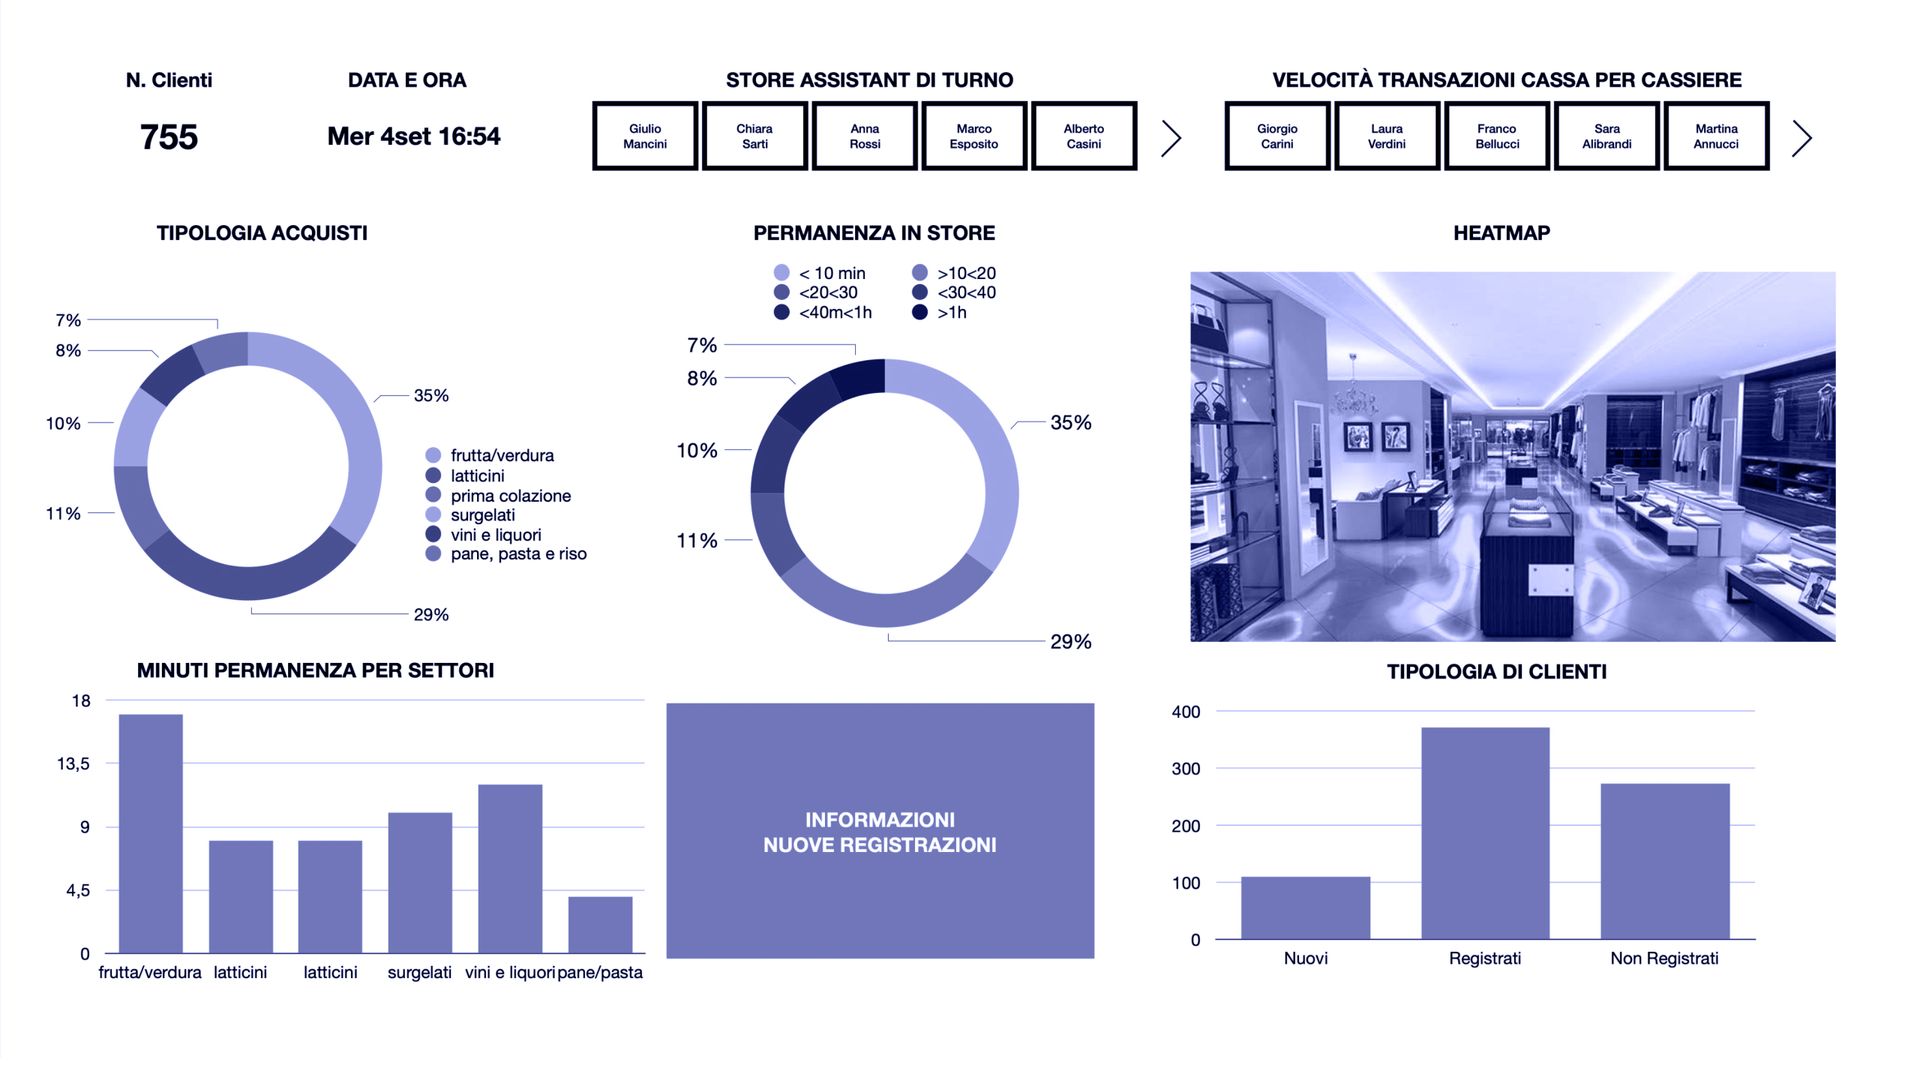 N. Clienti
755
DATA E ORA
Mer 4set 16:54
STORE ASSISTANT DI TURNO
Giulio
Mancini
Chiara
Sarti
Anna
Rossi
Marco
Esposito
Alberto
Casini
VELOCITÀ TRANSAZIONI CASSA PER CASSIERE
Giorgio
Carini
Laura
Verdini
Franco
Bellucci
Sara
Alibrandi
Martina
Annucci
TIPOLOGIA ACQUISTI
7%
8%
10%
11%
35%
29%
frutta/verdura
latticini
prima colazione
surgelati
vini e liquori
pane, pasta e riso
PERMANENZA IN STORE
< 10 min
>10<20
<20<30
<30<40
<40m<1h
>1h
7%
8%
10%
11%
35%
29%
HEATMAP
MINUTI PERMANENZA PER SETTORI
18
13,5
9
4,5
0
frutta/verdura
latticini
latticini
surgelati
vini e liquori
pane/pasta
INFORMAZIONI
NUOVE REGISTRAZIONI
TIPOLOGIA DI CLIENTI
400
300
200
100
0
Nuovi
Registrati
Non Registrati